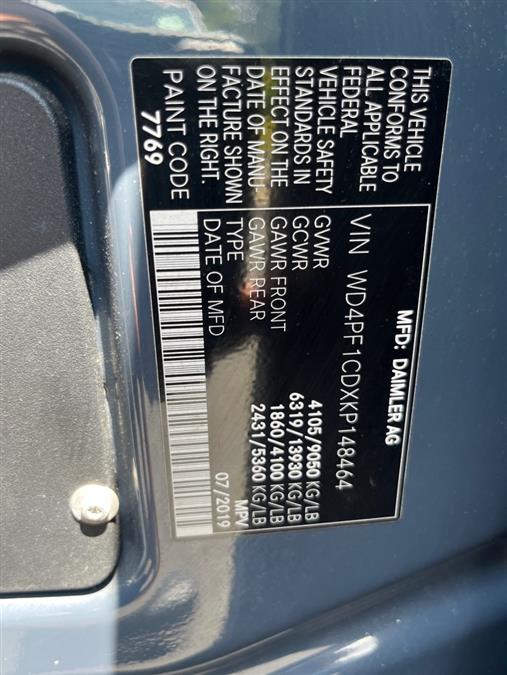 MFD: DAIMLER AG
VIN WD4PF1CDXKP148464
GVWR 4105/9050 KG/LB
GCWR 6319/13930 KG/LB
GAWR FRONT 1860/4100 KG/LB
GAWR REAR 2431/5360 KG/LB
TYPE MPV
DATE OF MFD 07/2019
THIS VEHICLE
CONFORMS TO
ALL APPLICABLE
FEDERAL
VEHICLE SAFETY
STANDARDS IN
EFFECT ON THE
DATE OF MANU-
FACTURE SHOWN
ON THE RIGHT.
PAINT CODE
7769